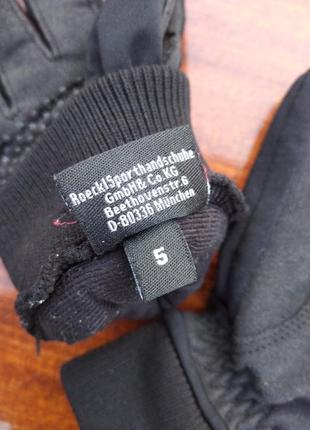 Roeckl Sporthandschuhe
GmbH & Co. KG
Beethovenstr. 6
D-80336 München
5